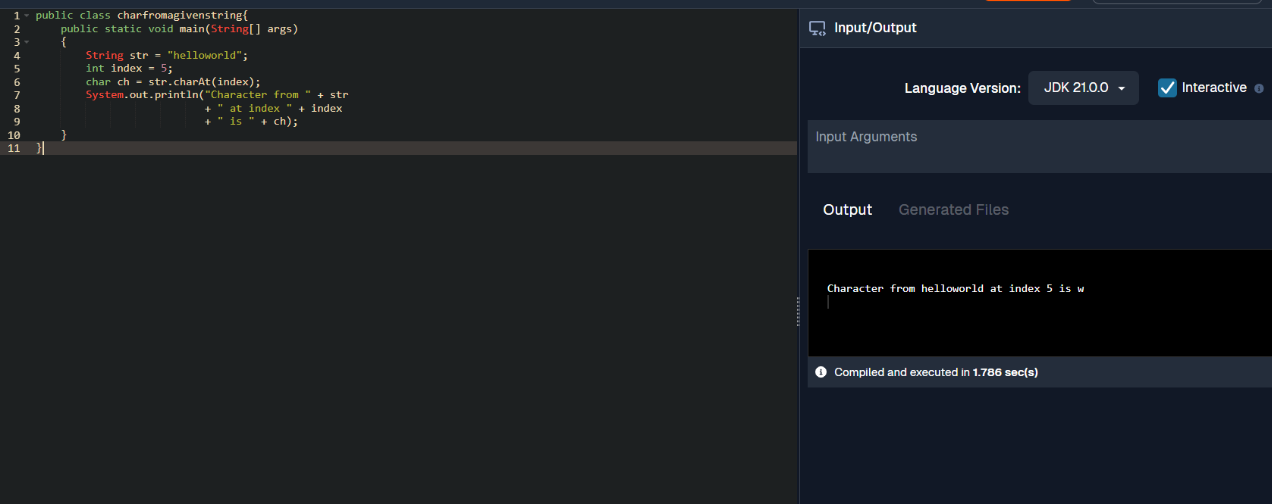 1 public class charfromagivenstring{
2     public static void main(String[] args)
3     {
4         String str = "helloworld";
5         int index = 5;
6         char ch = str.charAt(index);
7         System.out.println("Character from " + str
8                            + " at index " + index
9                            + " is " + ch);
10     }
11 }
Input/Output
Language Version: JDK 21.0.0 Interactive
Input Arguments
Output Generated Files
Character from helloworld at index 5 is w
Compiled and executed in 1.786 sec(s)